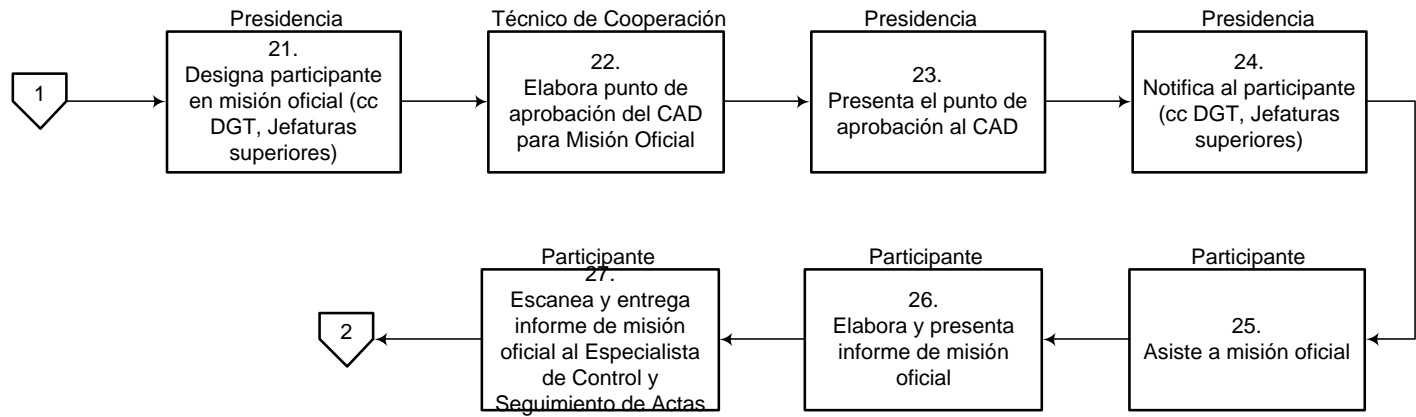 1
Presidencia
21.
Designa participante
en misión oficial (cc
DGT, Jefaturas
superiores)
Técnico de Cooperación
22.
Elabora punto de
aprobación del CAD
para Misión Oficial
Presidencia
23.
Presenta el punto de
aprobación al CAD
Presidencia
24.
Notifica al participante
(cc DGT, Jefaturas
superiores)
Participante
25.
Asiste a misión oficial
Participante
26.
Elabora y presenta
informe de misión
oficial
Participante
27.
Escanea y entrega
informe de misión
oficial al Especialista
de Control y
Seguimiento de Actas
2